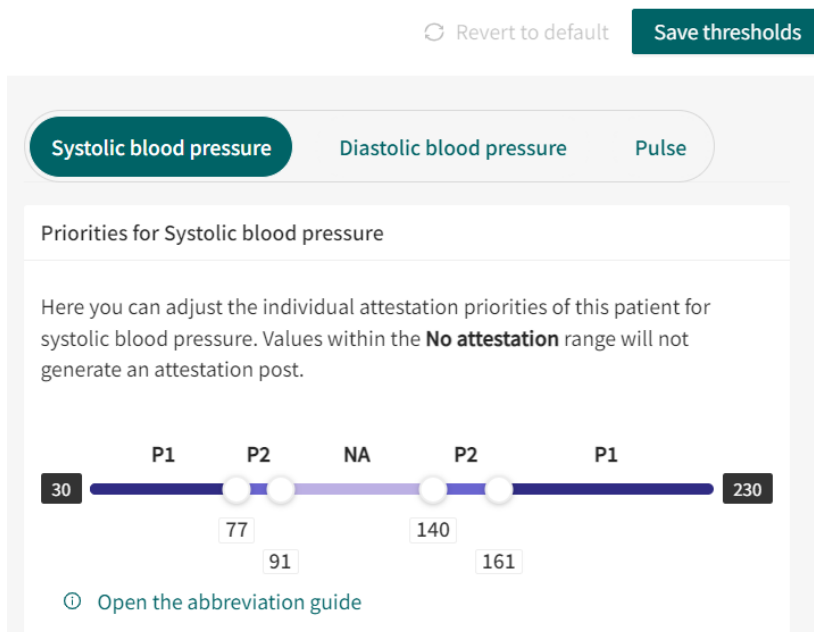 Revert to default
Save thresholds
Systolic blood pressure
Diastolic blood pressure
Pulse
Priorities for Systolic blood pressure
Here you can adjust the individual attestation priorities of this patient for
systolic blood pressure. Values within the No attestation range will not
generate an attestation post.
P1 P2 NA P2 P1
30 230
77 140
91 161
Open the abbreviation guide